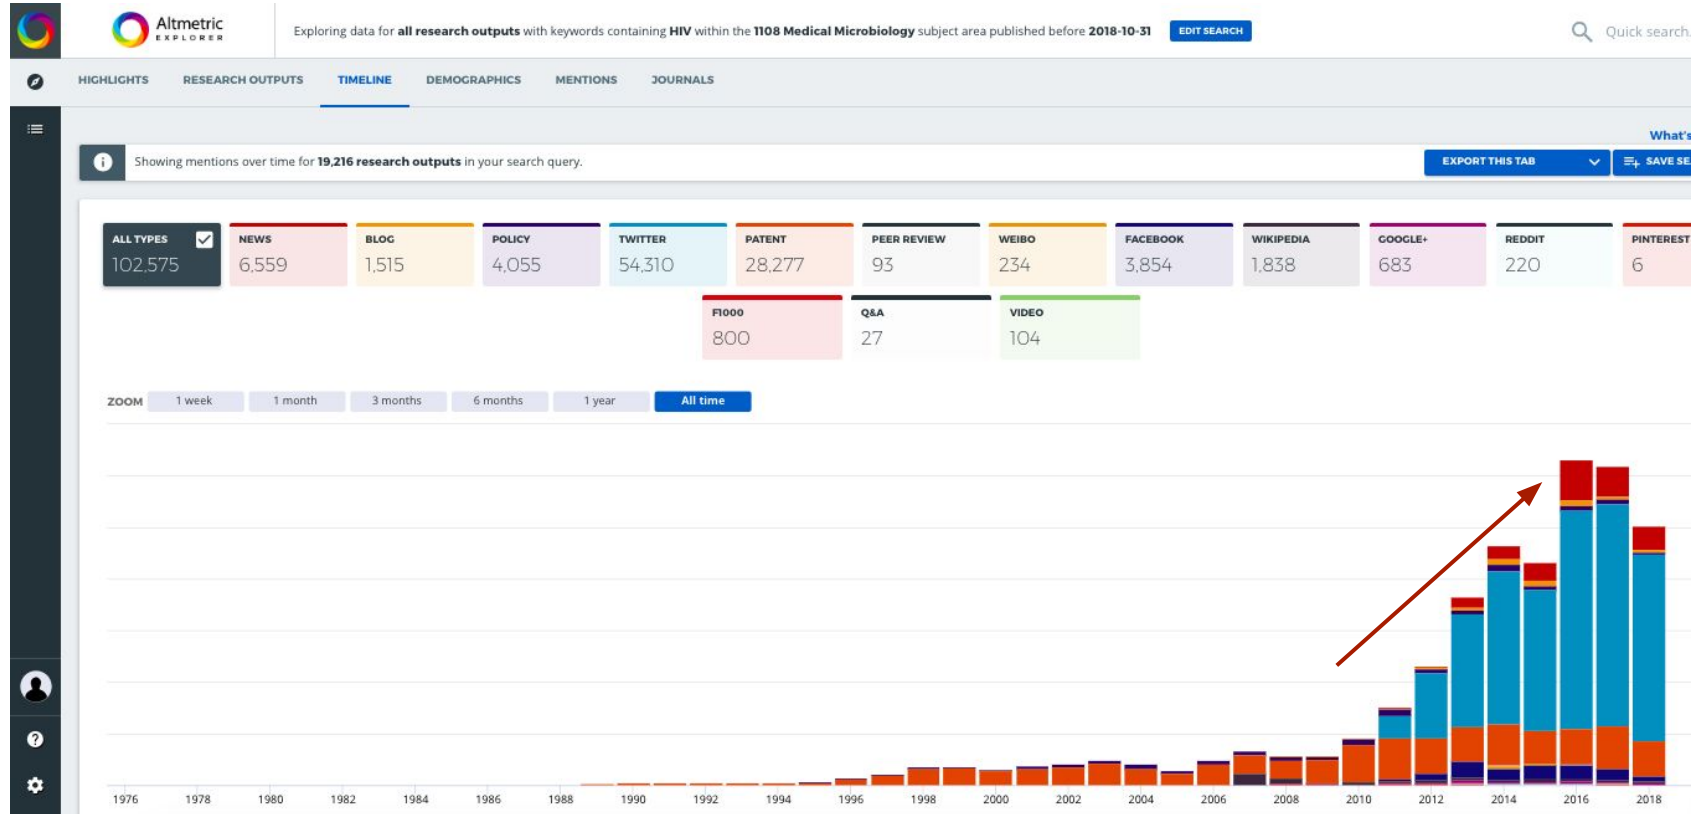 Altmetric
EXPLORER
Exploring data for all research outputs with keywords containing HIV within the 1108 Medical Microbiology subject area published before 2018-10-31
EDIT SEARCH
Quick search.
HIGHLIGHTS RESEARCH OUTPUTS TIMELINE DEMOGRAPHICS MENTIONS JOURNALS
What's
Showing mentions over time for 19,216 research outputs in your search query.
EXPORT THIS TAB
SAVE SE
ALL TYPES NEWS BLOG POLICY TWITTER PATENT PEER REVIEW WEIBO FACEBOOK WIKIPEDIA GOOGLE+ REDDIT PINTEREST
102,575 6,559 1,515 4,055 54,310 28,277 93 234 3,854 1,838 683 220 6
F1000 Q&A VIDEO
800 27 104
ZOOM 1 week 1 month 3 months 6 months 1 year All time
1976 1978 1980 1982 1984 1986 1988 1990 1992 1994 1996 1998 2000 2002 2004 2006 2008 2010 2012 2014 2016 2018